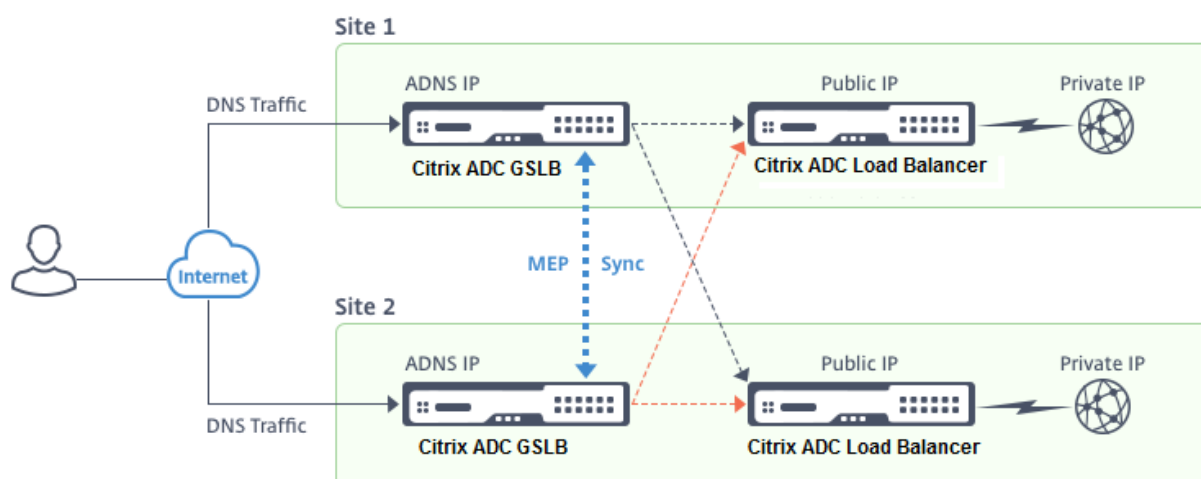 Site 1
ADNS IP
Public IP
Private IP
DNS Traffic
Citrix ADC GSLB
Citrix ADC Load Balancer
MEP
Sync
Internet
Site 2
ADNS IP
Public IP
Private IP
DNS Traffic
Citrix ADC GSLB
Citrix ADC Load Balancer